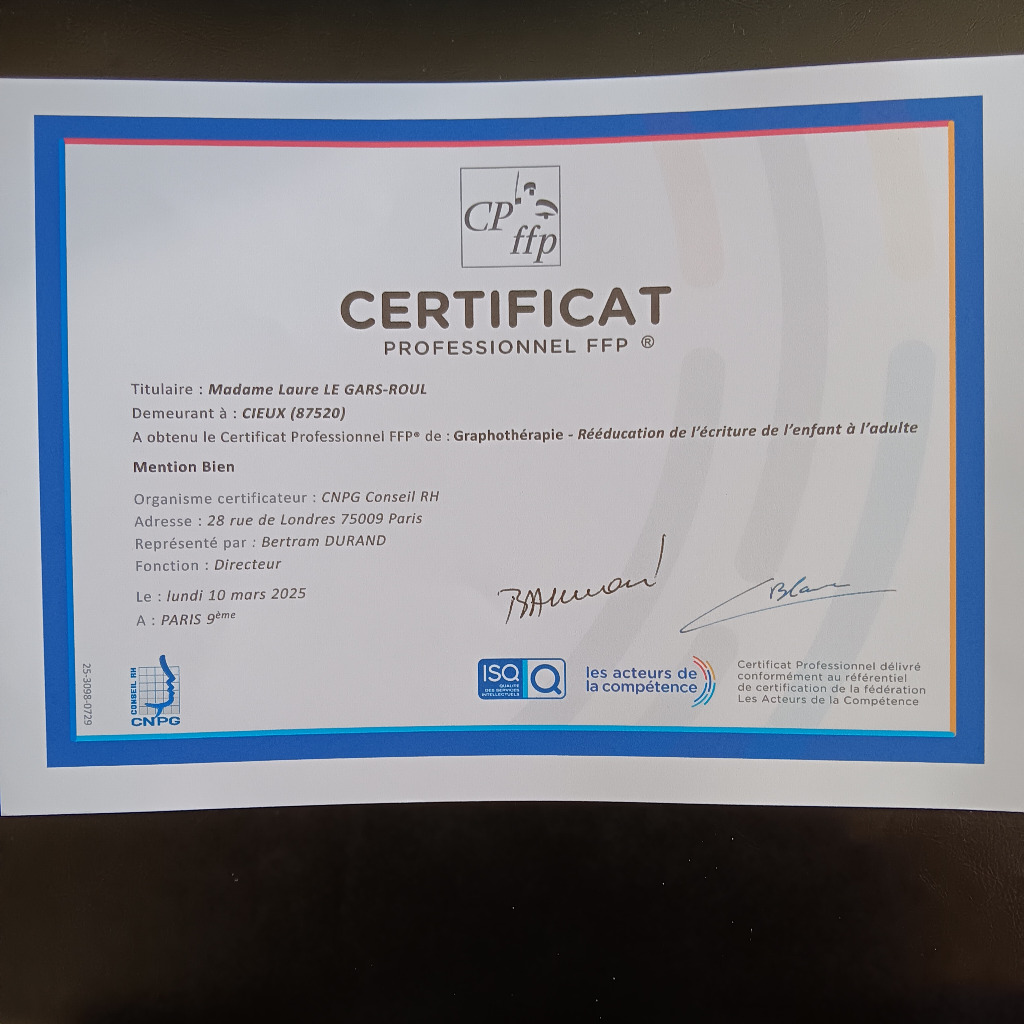 CP
ffp
CERTIFICAT
PROFESSIONNEL FFP ®
Titulaire : Madame Laure LE GARS-ROUL
Demeurant à : CIEUX (87520)
A obtenu le Certificat Professionnel FFP® de : Graphothérapie - Rééducation de l'écriture de l'enfant à l'adulte
Mention Bien
Organisme certificateur : CNPG Conseil RH
Adresse : 28 rue de Londres 75009 Paris
Représenté par : Bertram DURAND
Fonction : Directeur
Le : lundi 10 mars 2025
A : PARIS 9ème
25-3098-0729
CONSEIL RH
CNPG
ISQ
QUALITÉ
DES SERVICES
INTELLECTUELS
Q
les acteurs de
la compétence
Certificat Professionnel délivré
conformément au référentiel
de certification de la fédération
Les Acteurs de la Compétence